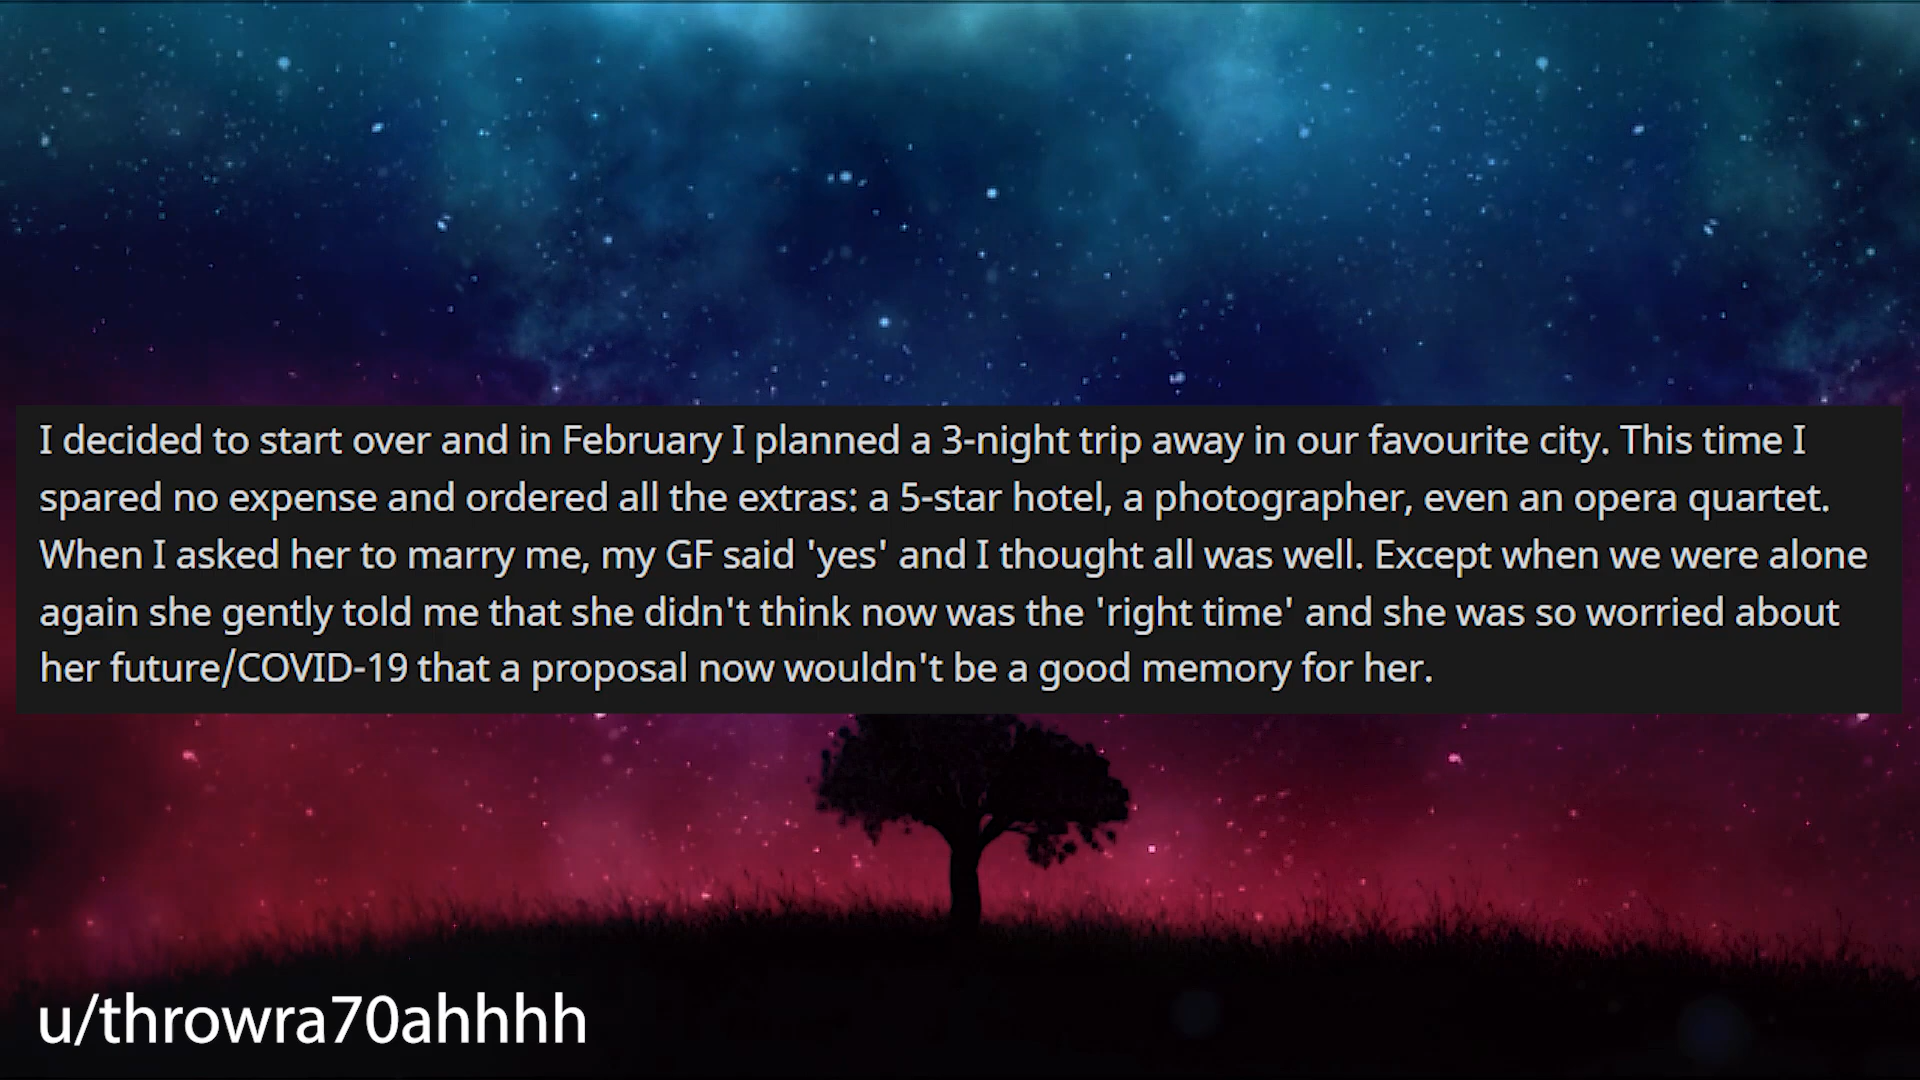 I decided to start over and in February I planned a 3-night trip away in our favourite city. This time I
spared no expense and ordered all the extras: a 5-star hotel, a photographer, even an opera quartet.
When I asked her to marry me, my GF said 'yes' and I thought all was well. Except when we were alone
again she gently told me that she didn't think now was the 'right time' and she was so worried about
her future/COVID-19 that a proposal now wouldn't be a good memory for her.
u/throwra70ahhhh